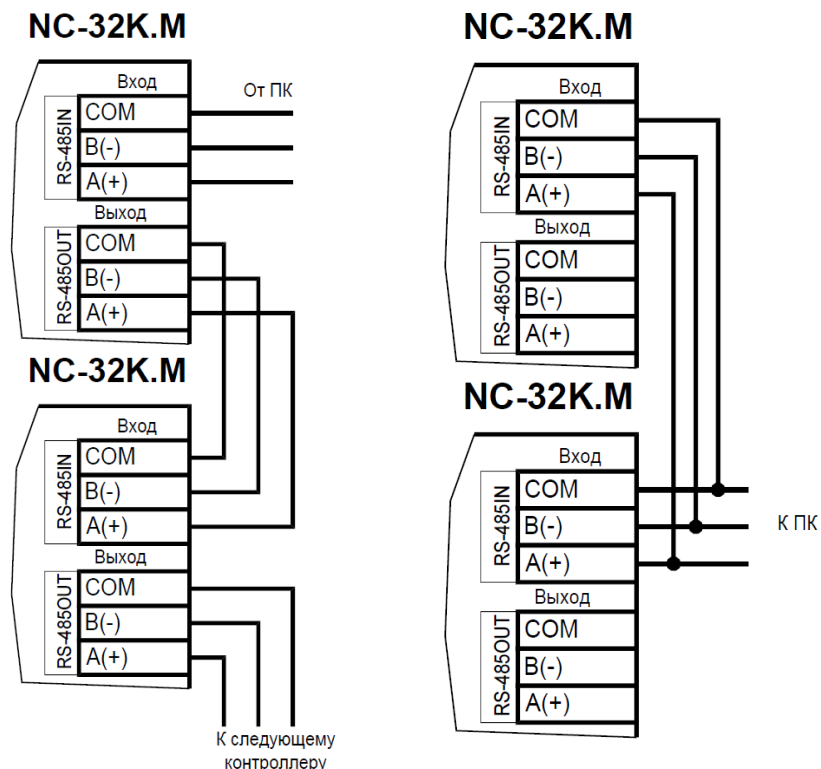 NC-32K.M
Вход
От ПК
RS-485IN
COM
B(-)
A(+)
Выход
RS-485OUT
COM
B(-)
A(+)
NC-32K.M
Вход
RS-485IN
COM
B(-)
A(+)
Выход
RS-485OUT
COM
B(-)
A(+)
К следующему
контроллеру
NC-32K.M
Вход
RS-485IN
COM
B(-)
A(+)
Выход
RS-485OUT
COM
B(-)
A(+)
NC-32K.M
Вход
RS-485IN
COM
B(-)
A(+)
К ПК
Выход
RS-485OUT
COM
B(-)
A(+)